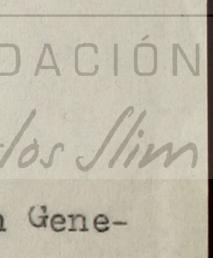 DACIÓN
los Slim
n Gene-